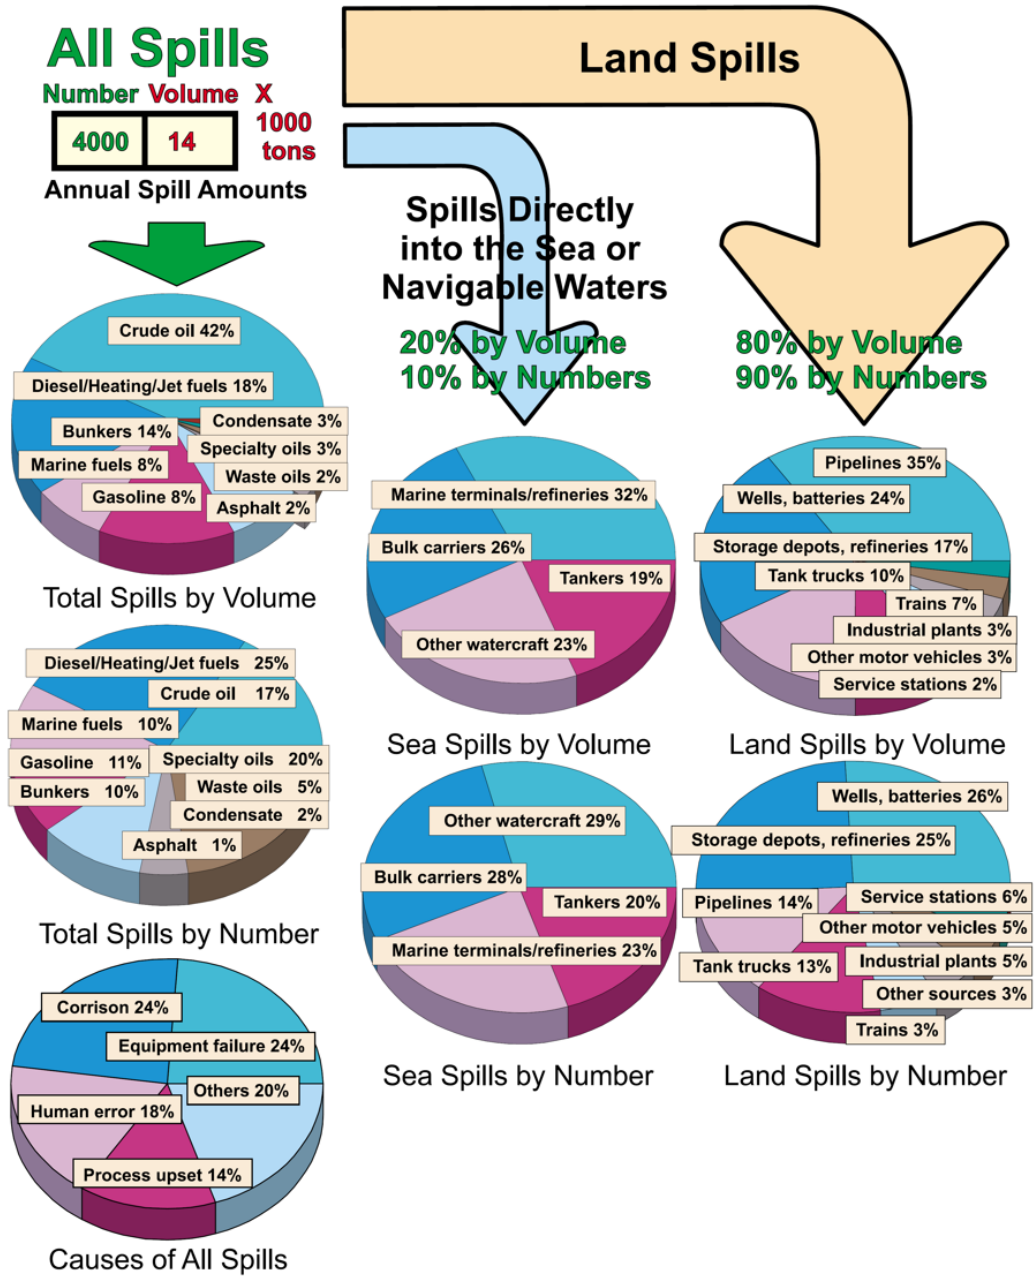 All Spills
Number Volume X
1000
tons
4000 14
Annual Spill Amounts
Land Spills
Spills Directly
into the Sea or
Navigable Waters
20% by Volume
10% by Numbers
80% by Volume
90% by Numbers
Crude oil 42%
Diesel/Heating/Jet fuels 18%
Condensate 3%
Bunkers 14%
Specialty oils 3%
Marine fuels 8%
Waste oils 2%
Gasoline 8%
Asphalt 2%
Total Spills by Volume
Marine terminals/refineries 32%
Bulk carriers 26%
Tankers 19%
Other watercraft 23%
Sea Spills by Volume
Pipelines 35%
Wells, batteries 24%
Storage depots, refineries 17%
Tank trucks 10%
Trains 7%
Industrial plants 3%
Other motor vehicles 3%
Service stations 2%
Land Spills by Volume
Diesel/Heating/Jet fuels 25%
Crude oil 17%
Marine fuels 10%
Gasoline 11%
Specialty oils 20%
Bunkers 10%
Waste oils 5%
Condensate 2%
Asphalt 1%
Total Spills by Number
Other watercraft 29%
Bulk carriers 28%
Tankers 20%
Marine terminals/refineries 23%
Sea Spills by Number
Wells, batteries 26%
Storage depots, refineries 25%
Service stations 6%
Pipelines 14%
Other motor vehicles 5%
Tank trucks 13%
Industrial plants 5%
Other sources 3%
Trains 3%
Land Spills by Number
Corrison 24%
Equipment failure 24%
Others 20%
Human error 18%
Process upset 14%
Causes of All Spills